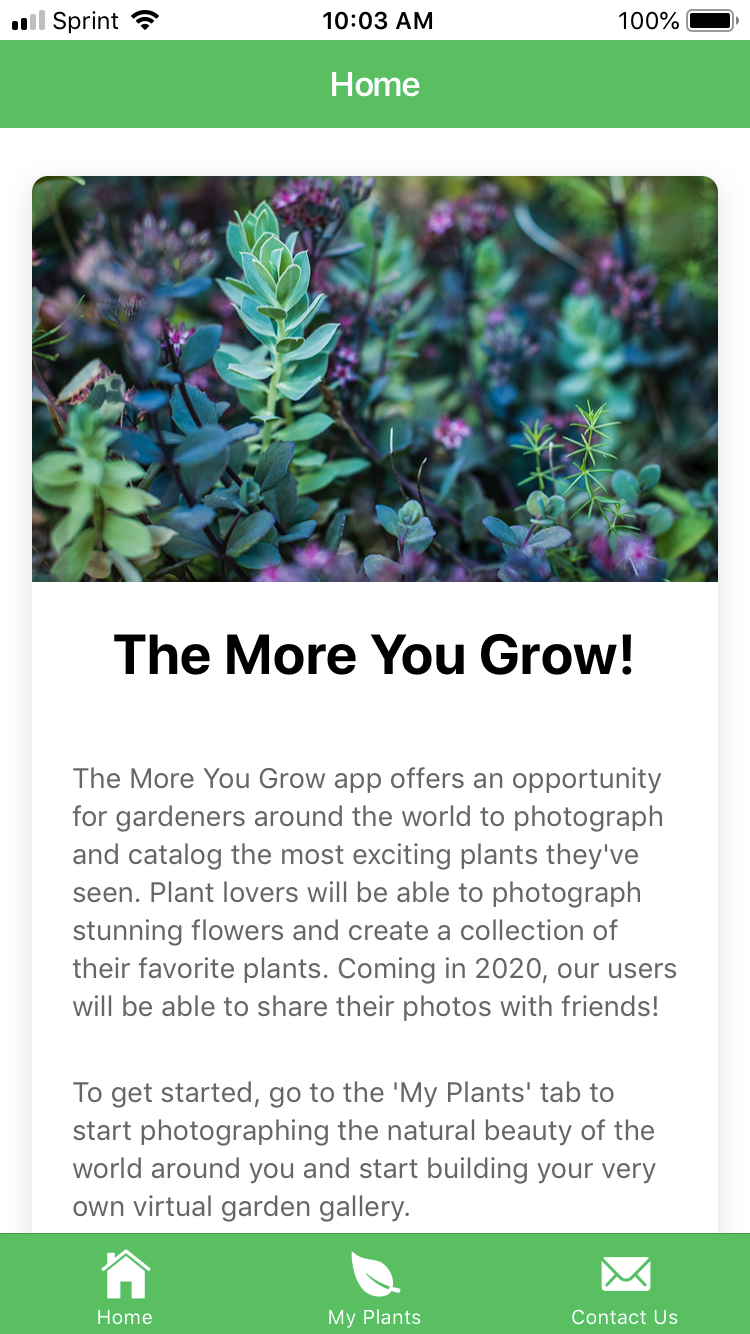 Sprint 10:03 AM 100%
Home
The More You Grow!
The More You Grow app offers an opportunity
for gardeners around the world to photograph
and catalog the most exciting plants they've
seen. Plant lovers will be able to photograph
stunning flowers and create a collection of
their favorite plants. Coming in 2020, our users
will be able to share their photos with friends!
To get started, go to the 'My Plants' tab to
start photographing the natural beauty of the
world around you and start building your very
own virtual garden gallery.
Home My Plants Contact Us